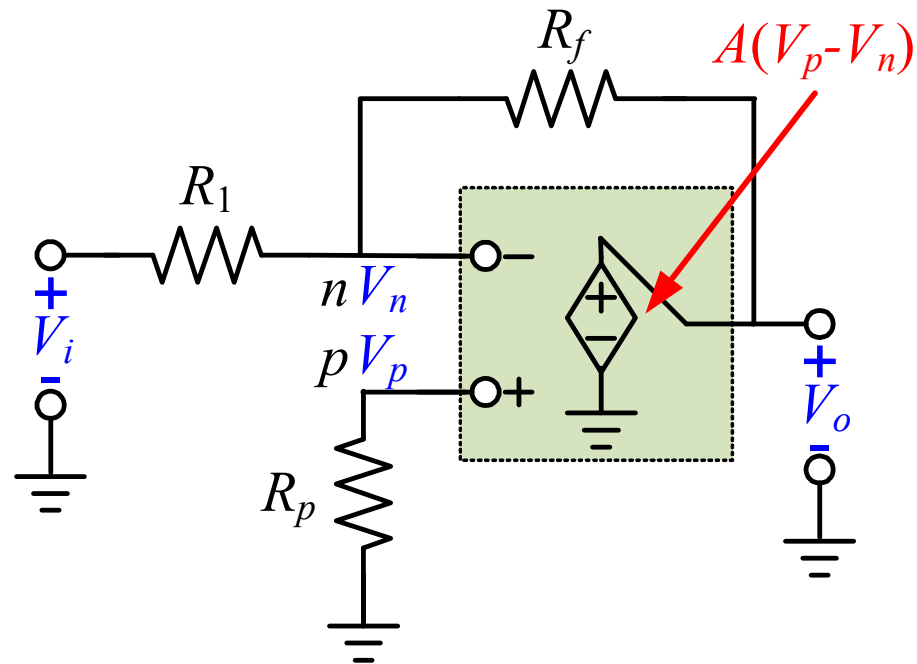 R_f
A(V_p-V_n)
R_1
−
n V_n
+
V_i
-
+
−
p V_p
+
+
V_o
-
R_p